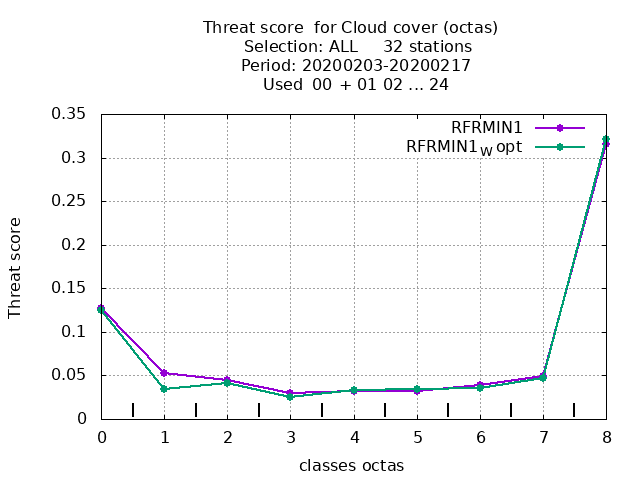 Threat score  for Cloud cover (octas)
Selection: ALL     32 stations
Period: 20200203-20200217
Used  00 + 01 02 ... 24
RFRMIN1
RFRMIN1W opt
0.35
0.3
0.25
0.2
0.15
0.1
0.05
0
Threat score
0 1 2 3 4 5 6 7 8
classes octas